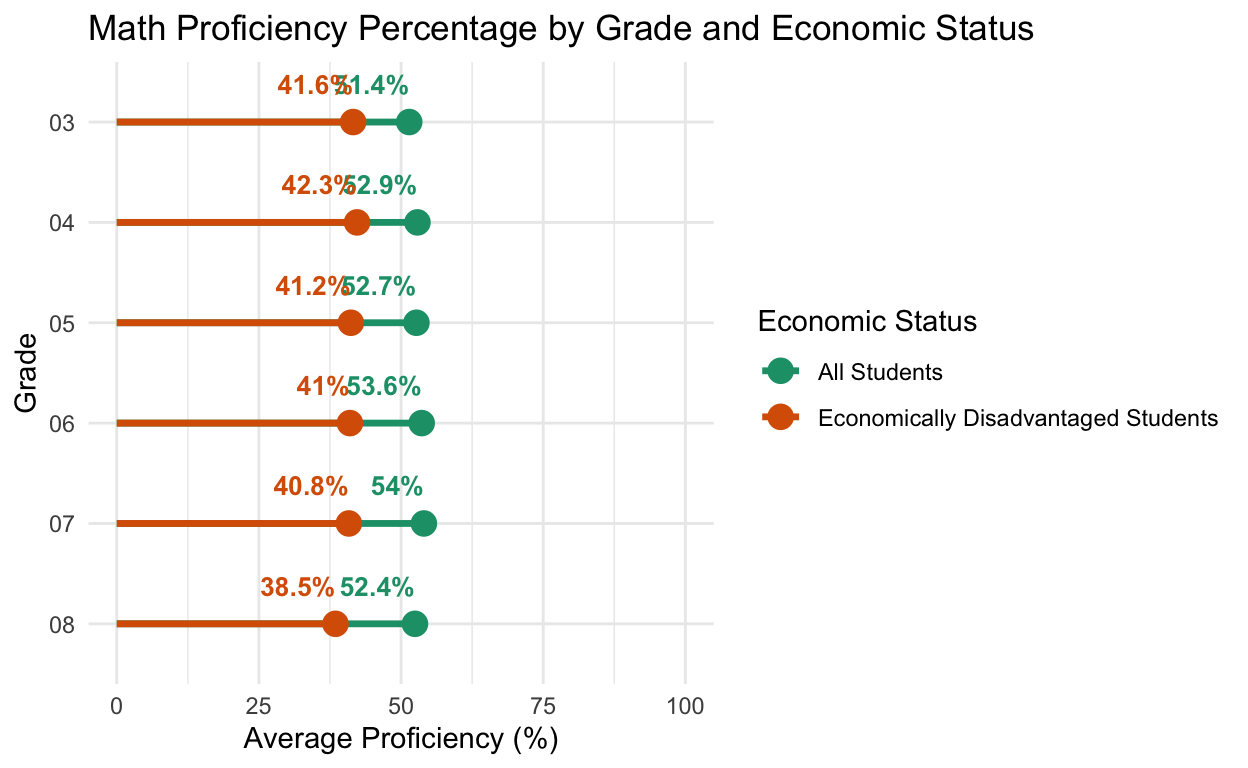 Math Proficiency Percentage by Grade and Economic Status
41.6% 51.4%
03
42.3% 52.9%
04
41.2% 52.7%
05
41% 53.6%
06
40.8% 54%
07
38.5% 52.4%
08
Grade
0 25 50 75 100
Average Proficiency (%)
Economic Status
All Students
Economically Disadvantaged Students